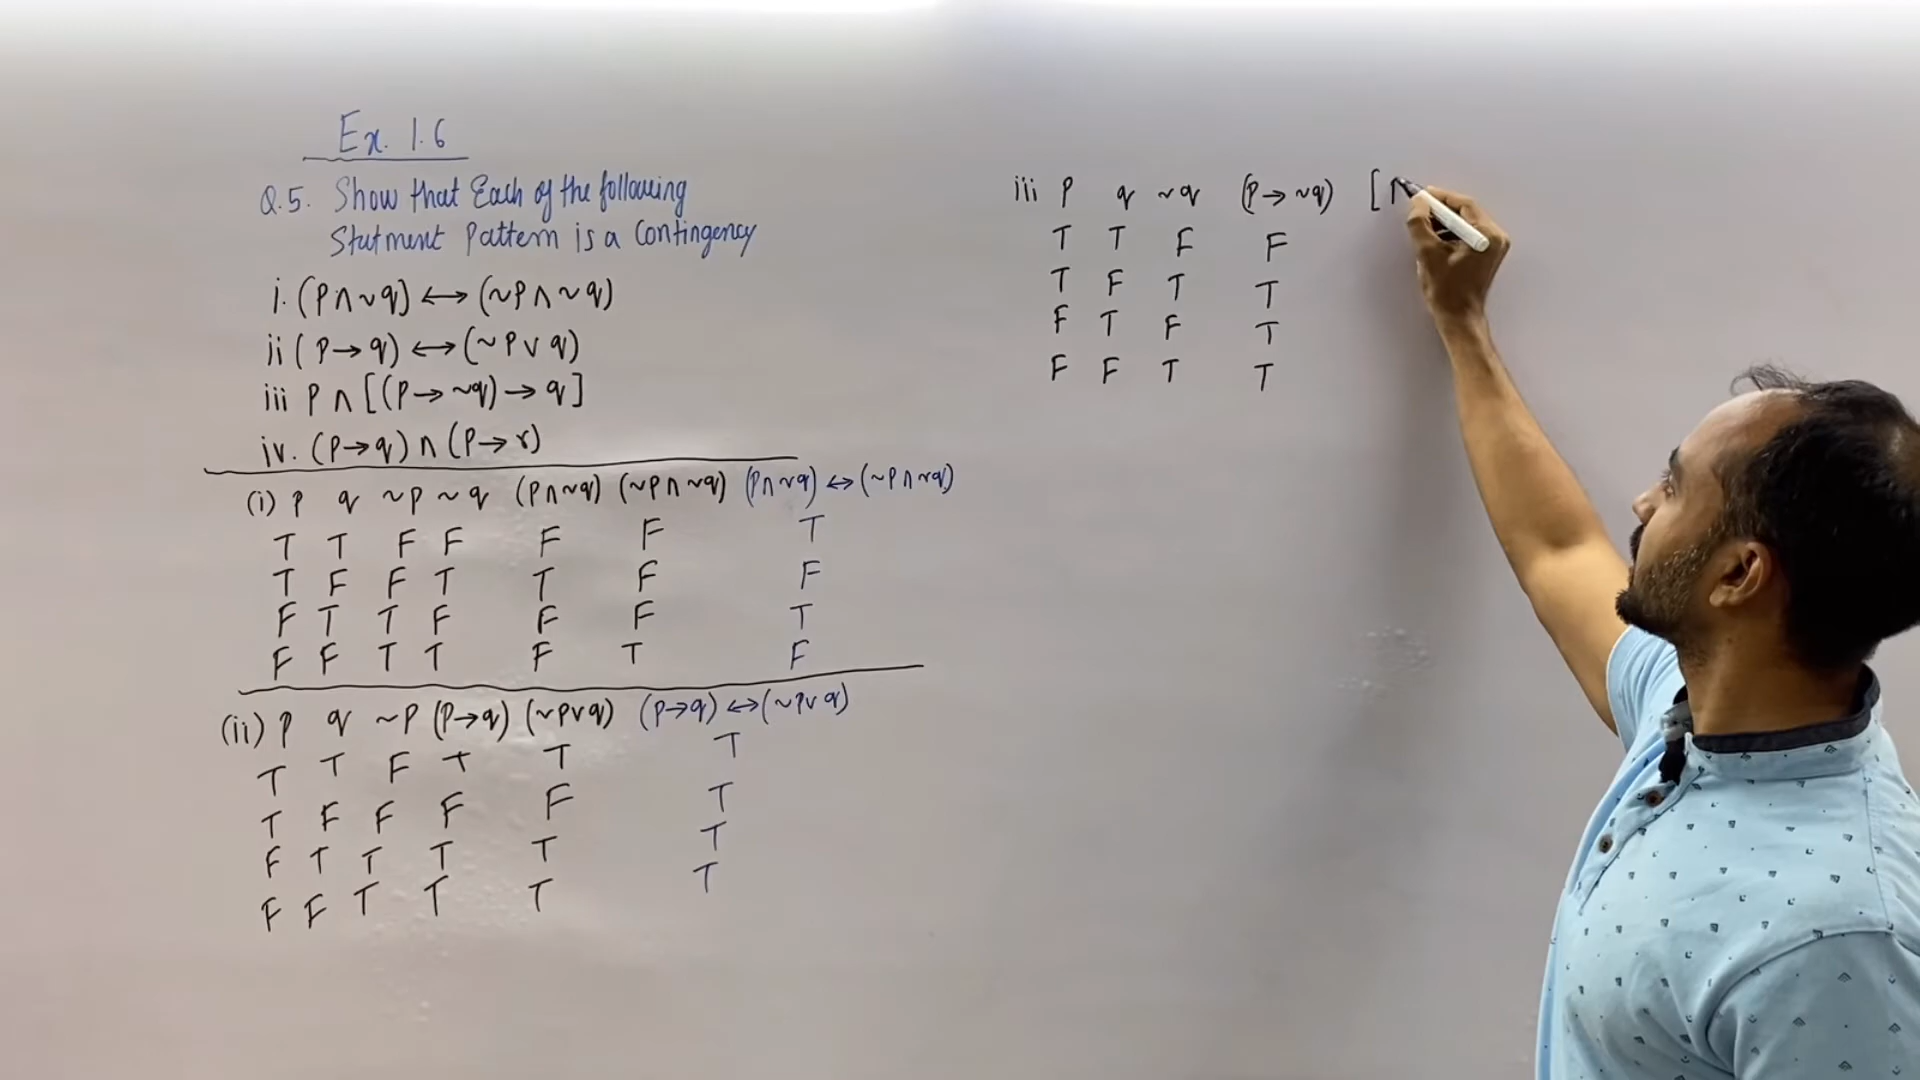 Ex. 1.6
Q.5. Show that Each of the following
Statment Pattern is a Contingency
i. (p∧~q) ↔ (~p∧~q)
ii (p→q) ↔ (~p∨q)
iii p∧[(p→~q)→q]
iv. (p→q)∧(p→r)
(i) p q ~p ~q (p∧~q) (~p∧~q) (p∧~q)↔(~p∧~q)
T T F F F F T
T F F T T F F
F T T F F F T
F F T T F T F
(ii) p q ~p (p→q) (~p∨q) (p→q)↔(~p∨q)
T T F T T T
T F F F F T
F T T T T T
F F T T T T
iii p q ~q (p→~q) [
T T F F
T F T T
F T F T
F F T T